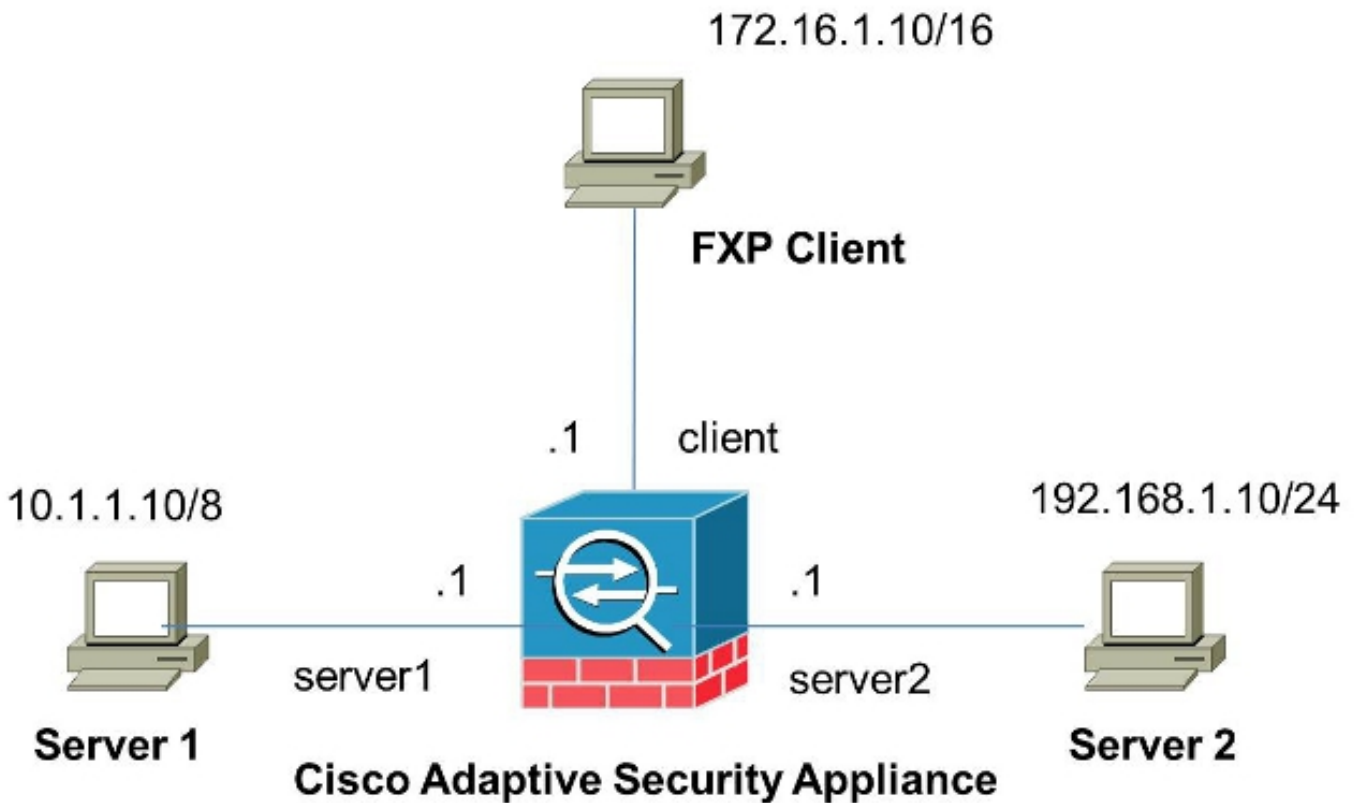 172.16.1.10/16
FXP Client
.1 client
10.1.1.10/8
192.168.1.10/24
.1
.1
server1
server2
Server 1
Server 2
Cisco Adaptive Security Appliance